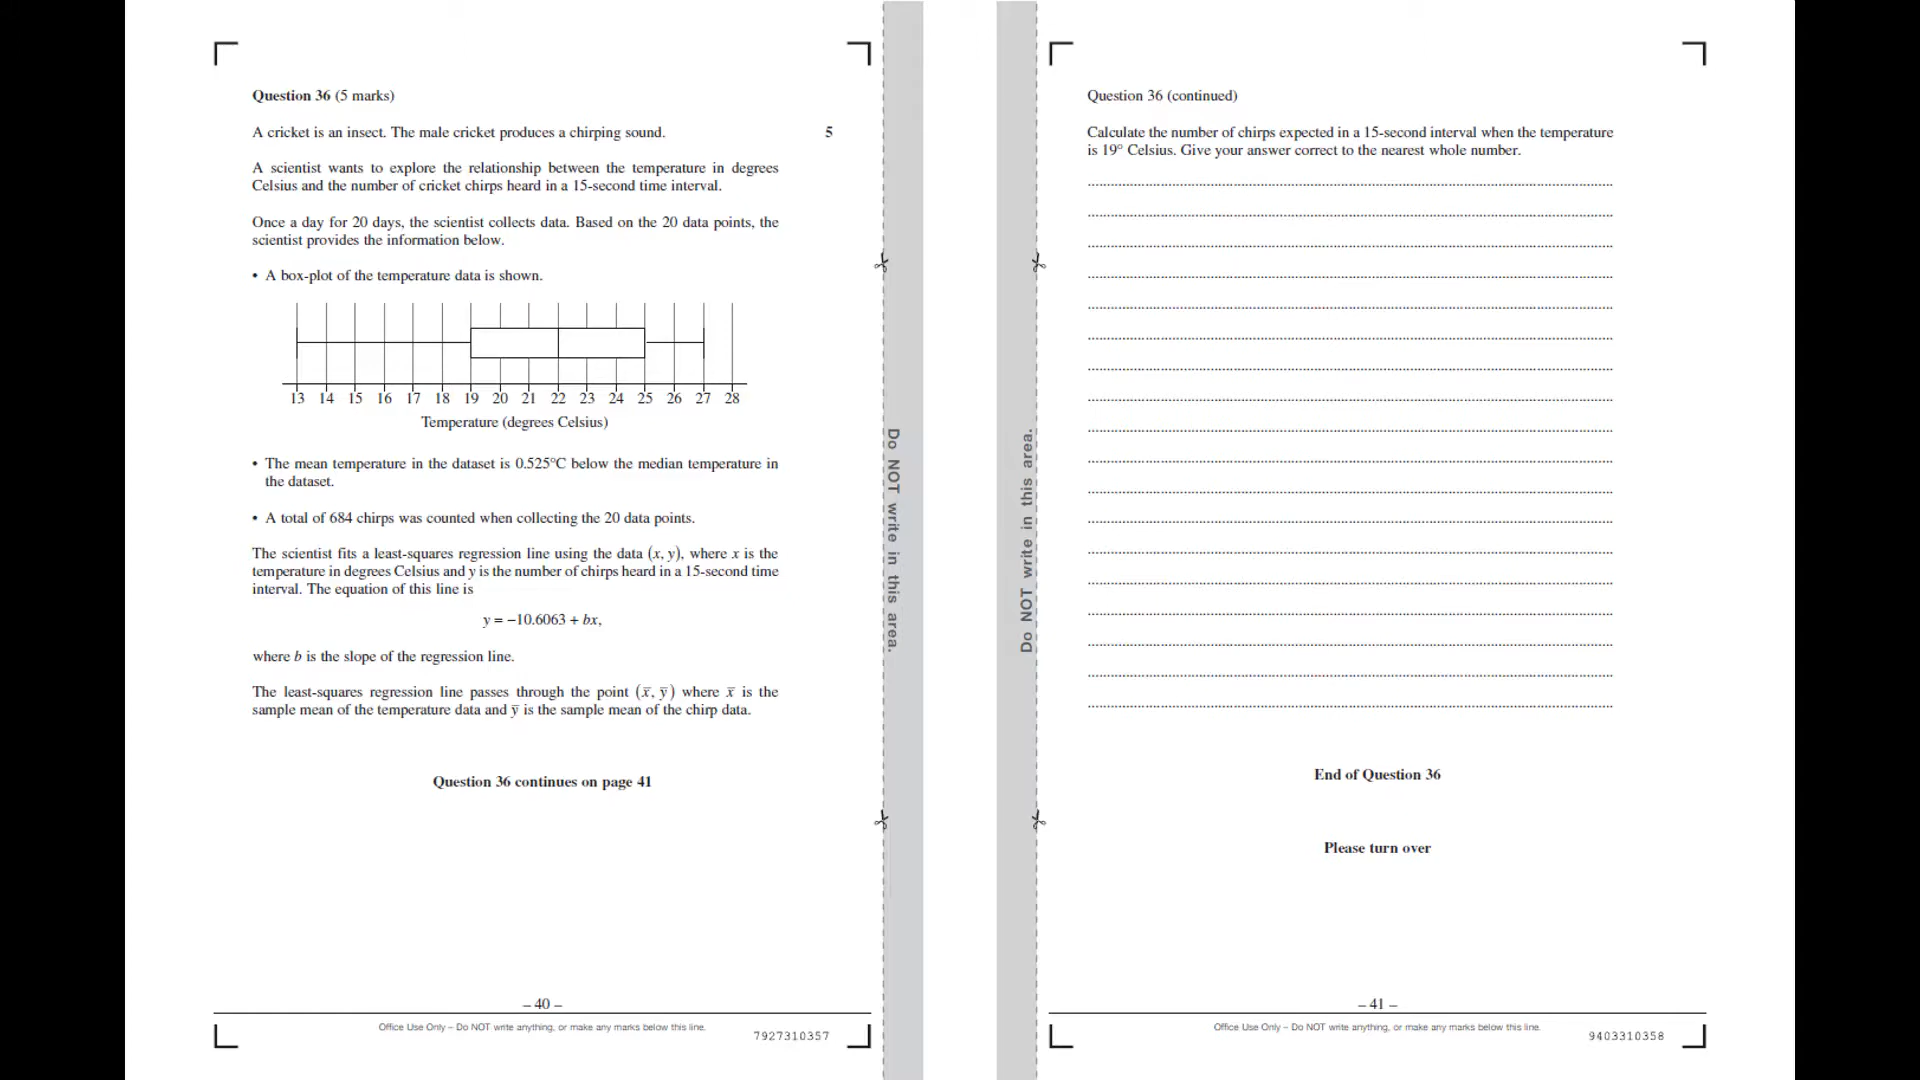 Question 36 (5 marks)
A cricket is an insect. The male cricket produces a chirping sound. 5
A scientist wants to explore the relationship between the temperature in degrees
Celsius and the number of cricket chirps heard in a 15-second time interval.
Once a day for 20 days, the scientist collects data. Based on the 20 data points, the
scientist provides the information below.
• A box-plot of the temperature data is shown.
13 14 15 16 17 18 19 20 21 22 23 24 25 26 27 28
Temperature (degrees Celsius)
• The mean temperature in the dataset is 0.525°C below the median temperature in
the dataset.
• A total of 684 chirps was counted when collecting the 20 data points.
The scientist fits a least-squares regression line using the data (x, y), where x is the
temperature in degrees Celsius and y is the number of chirps heard in a 15-second time
interval. The equation of this line is
y = −10.6063 + bx,
where b is the slope of the regression line.
The least-squares regression line passes through the point (x̄, ȳ) where x̄ is the
sample mean of the temperature data and ȳ is the sample mean of the chirp data.
Question 36 continues on page 41
– 40 –
Office Use Only – Do NOT write anything, or make any marks below this line.
7927310357
Do NOT write in this area.
Do NOT write in this area.
Question 36 (continued)
Calculate the number of chirps expected in a 15-second interval when the temperature
is 19° Celsius. Give your answer correct to the nearest whole number.
End of Question 36
Please turn over
– 41 –
Office Use Only – Do NOT write anything, or make any marks below this line.
9403310358